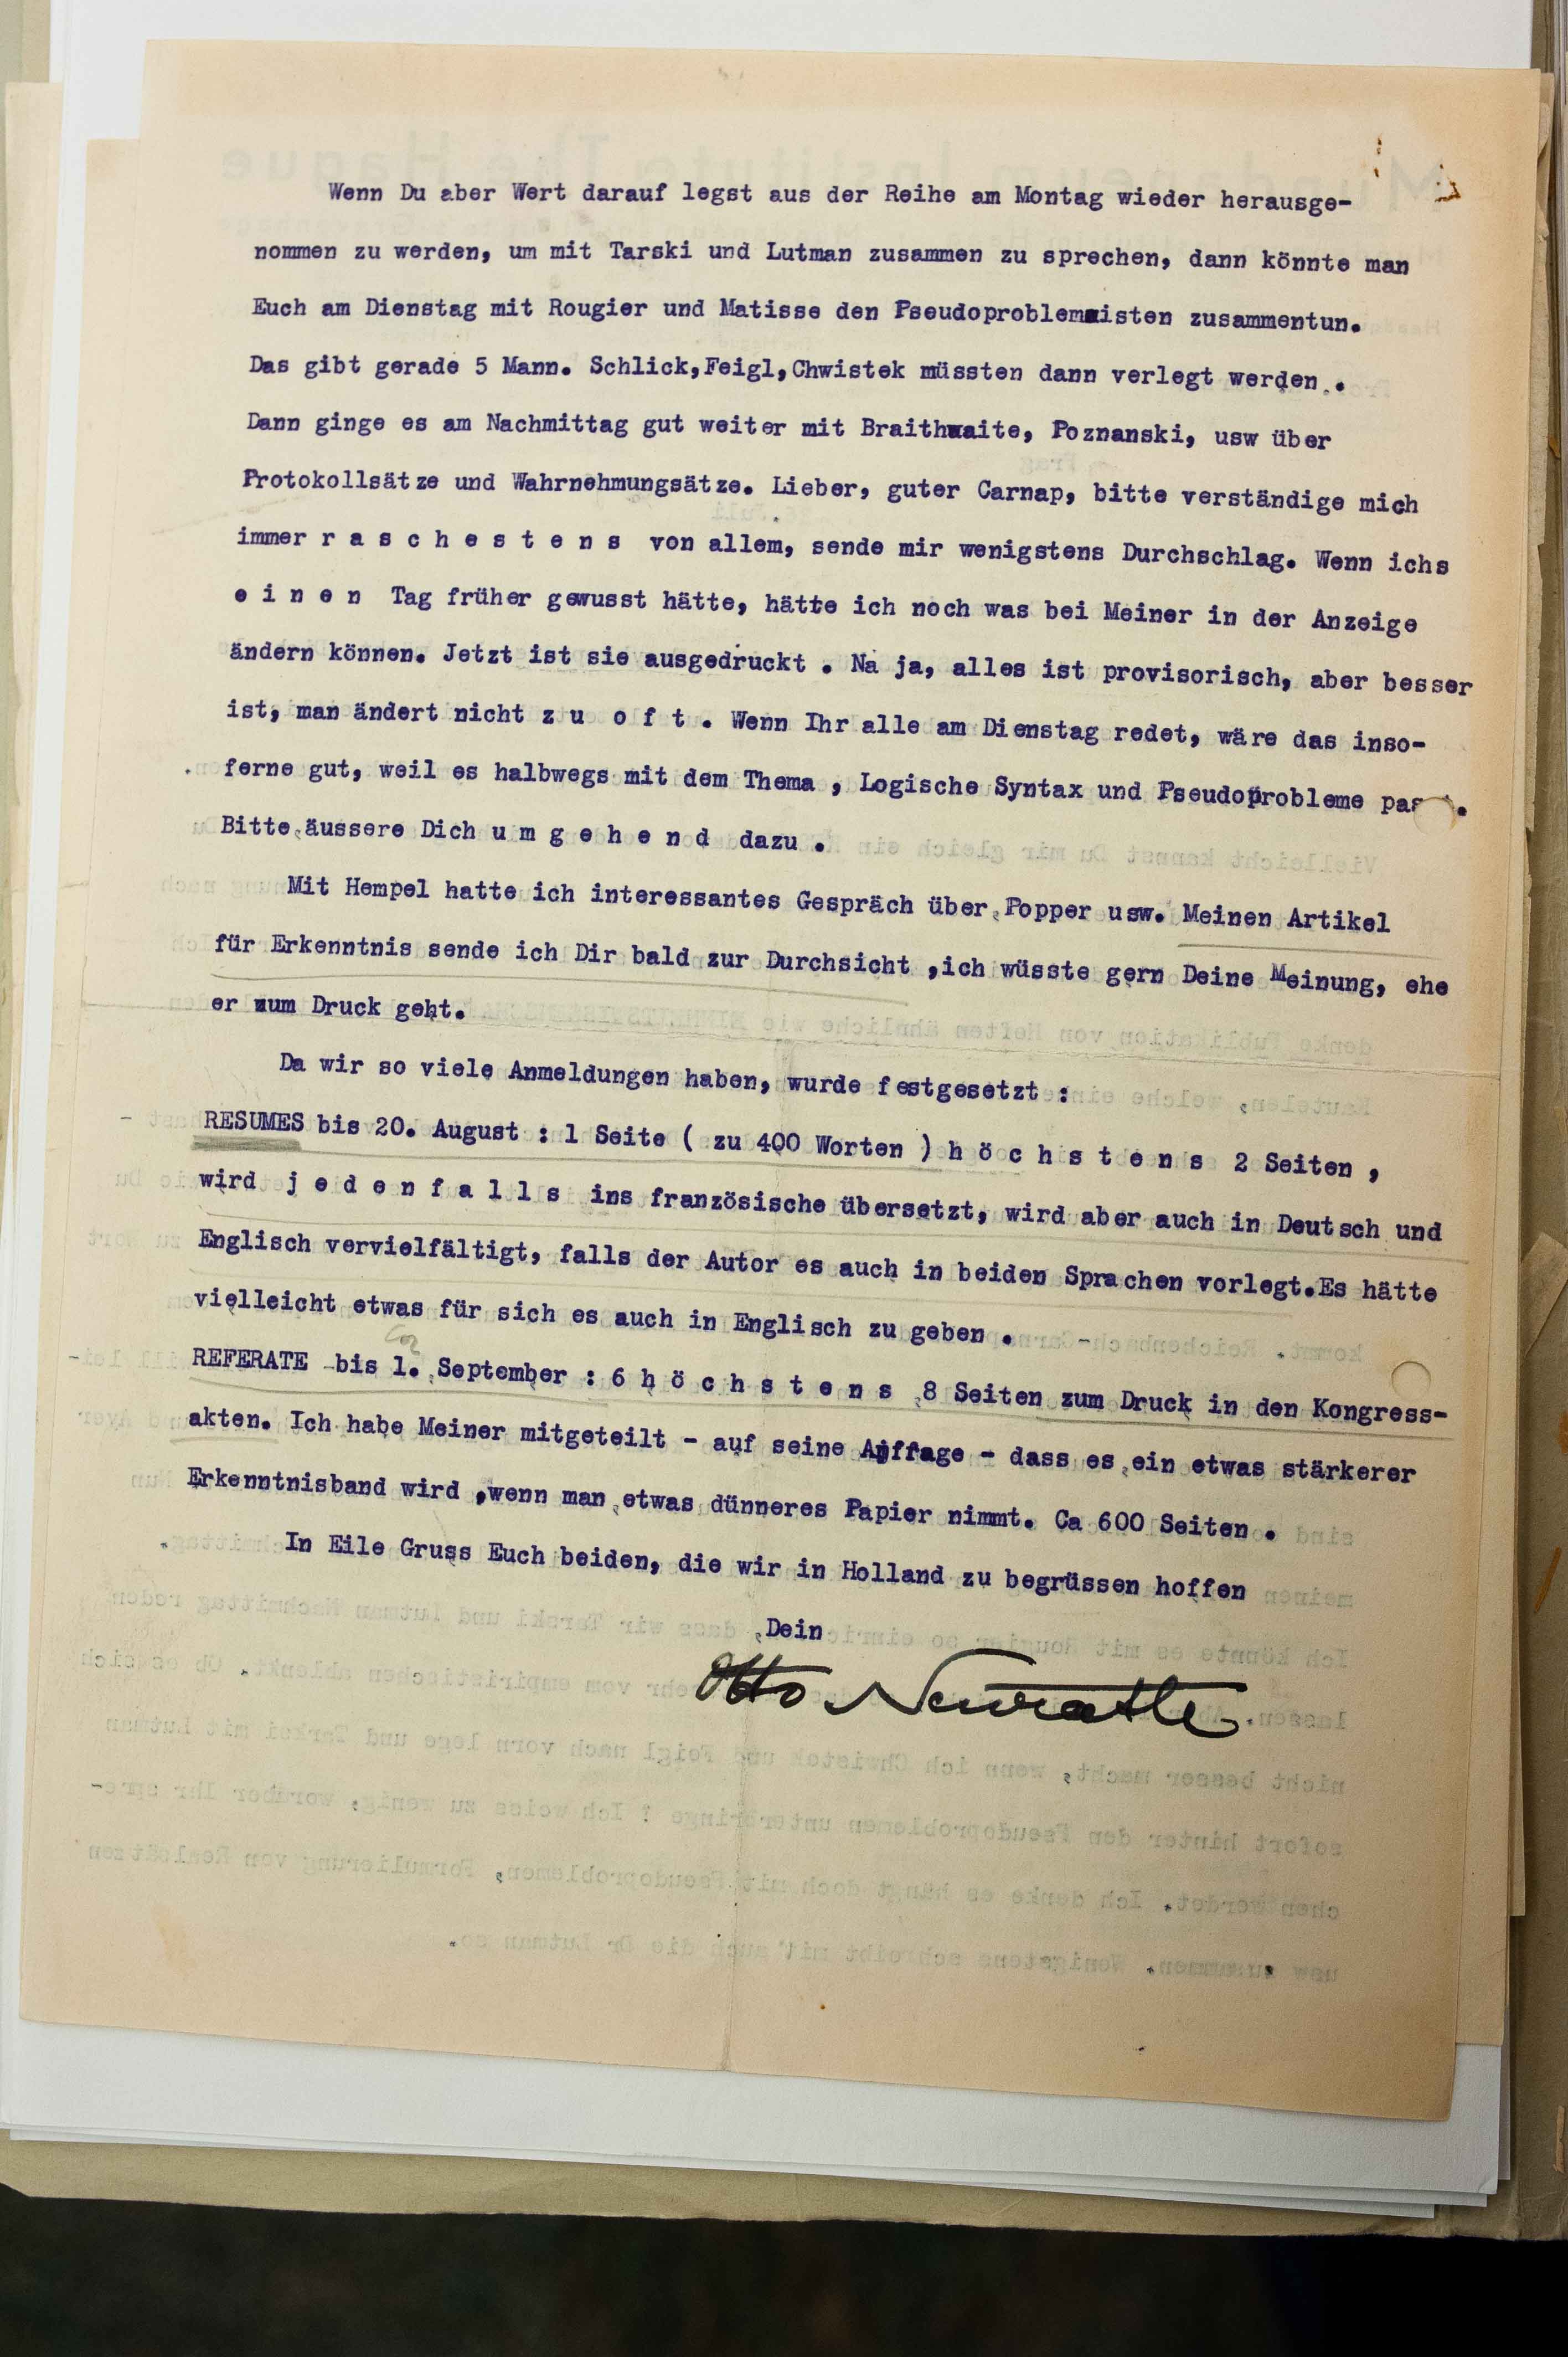 Wenn Du aber Wert darauf legst aus der Reihe am Montag wieder herausge-
nommen zu werden, um mit Tarski und Lutman zusammen zu sprechen, dann könnte man
Euch am Dienstag mit Rougier und Matisse den Pseudoproblemisten zusammentun.
Das gibt gerade 5 Mann. Schlick,Feigl,Chwistek müssten dann verlegt werden .
Dann ginge es am Nachmittag gut weiter mit Braithwaite, Poznanski, usw über
Protokollsätze und Wahrnehmungsätze. Lieber, guter Carnap, bitte verständige mich
immer r a s c h e s t e n s von allem, sende mir wenigstens Durchschlag. Wenn ichs
e i n e n Tag früher gewusst hätte, hätte ich noch was bei Meiner in der Anzeige
ändern können. Jetzt ist sie ausgedruckt . Na ja, alles ist provisorisch, aber besser
ist, man ändert nicht z u o f t . Wenn Ihr alle am Dienstag redet, wäre das inso-
ferne gut, weil es halbwegs mit dem Thema , Logische Syntax und Pseudoprobleme
Bitte äussere Dich u m g e h e n d dazu .
Mit Hempel hatte ich interessantes Gespräch über Popper usw. Meinen Artikel
für Erkenntnis sende ich Dir bald zur Durchsicht ,ich wüsste gern Deine Meinung, ehe
er zum Druck geht.
Da wir so viele Anmeldungen haben, wurde festgesetzt :
RESUMES bis 20. August : 1 Seite ( zu 400 Worten ) h ö c h s t e n s 2 Seiten ,
wird j e d e n f a l l s ins französische übersetzt, wird aber auch in Deutsch und
Englisch vervielfältigt, falls der Autor es auch in beiden Sprachen vorlegt.Es hätte
vielleicht etwas für sich es auch in Englisch zu geben .
REFERATE bis 1. September : 6 h ö c h s t e n s 8 Seiten zum Druck in den Kongress-
akten. Ich habe Meiner mitgeteilt - auf seine Anfrage - dass es ein etwas stärkerer
Erkenntnisband wird ,wenn man etwas dünneres Papier nimmt. Ca 600 Seiten .
In Eile Gruss Euch beiden, die wir in Holland zu begrüssen hoffen
Dein
Otto Neurath